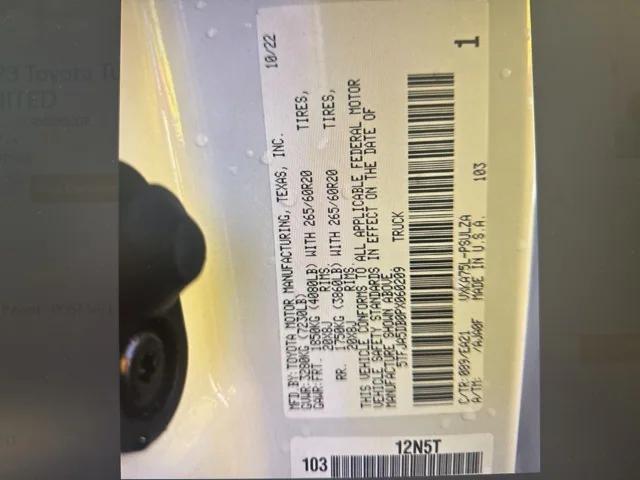 MFD. BY: TOYOTA MOTOR MANUFACTURING, TEXAS, INC. 10/22
GVWR: 3280KG (7230LB)
GAWR: FRT. 1850KG (4080LB) WITH 265/60R20 TIRES,
20X8J RIMS,
RR. 1750KG (3860LB) WITH 265/60R20 TIRES,
20X8J RIMS.
THIS VEHICLE CONFORMS TO ALL APPLICABLE FEDERAL MOTOR
VEHICLE SAFETY STANDARDS IN EFFECT ON THE DATE OF
MANUFACTURE SHOWN ABOVE.
TRUCK
C/TR: 089/EA21
A/TM: MADE IN U.S.A. 103
1
12N5T
103